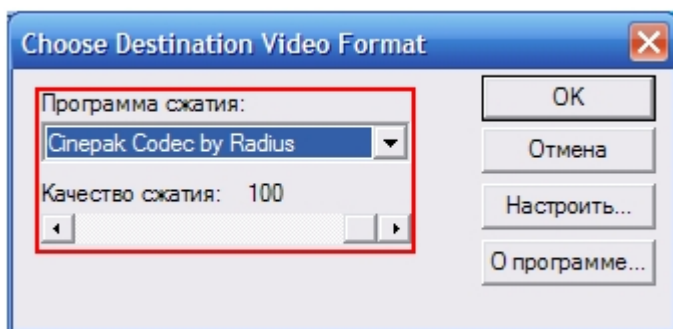 Choose Destination Video Format
Программа сжатия:
Cinepak Codec by Radius
Качество сжатия: 100
OK
Отмена
Настроить...
О программе...